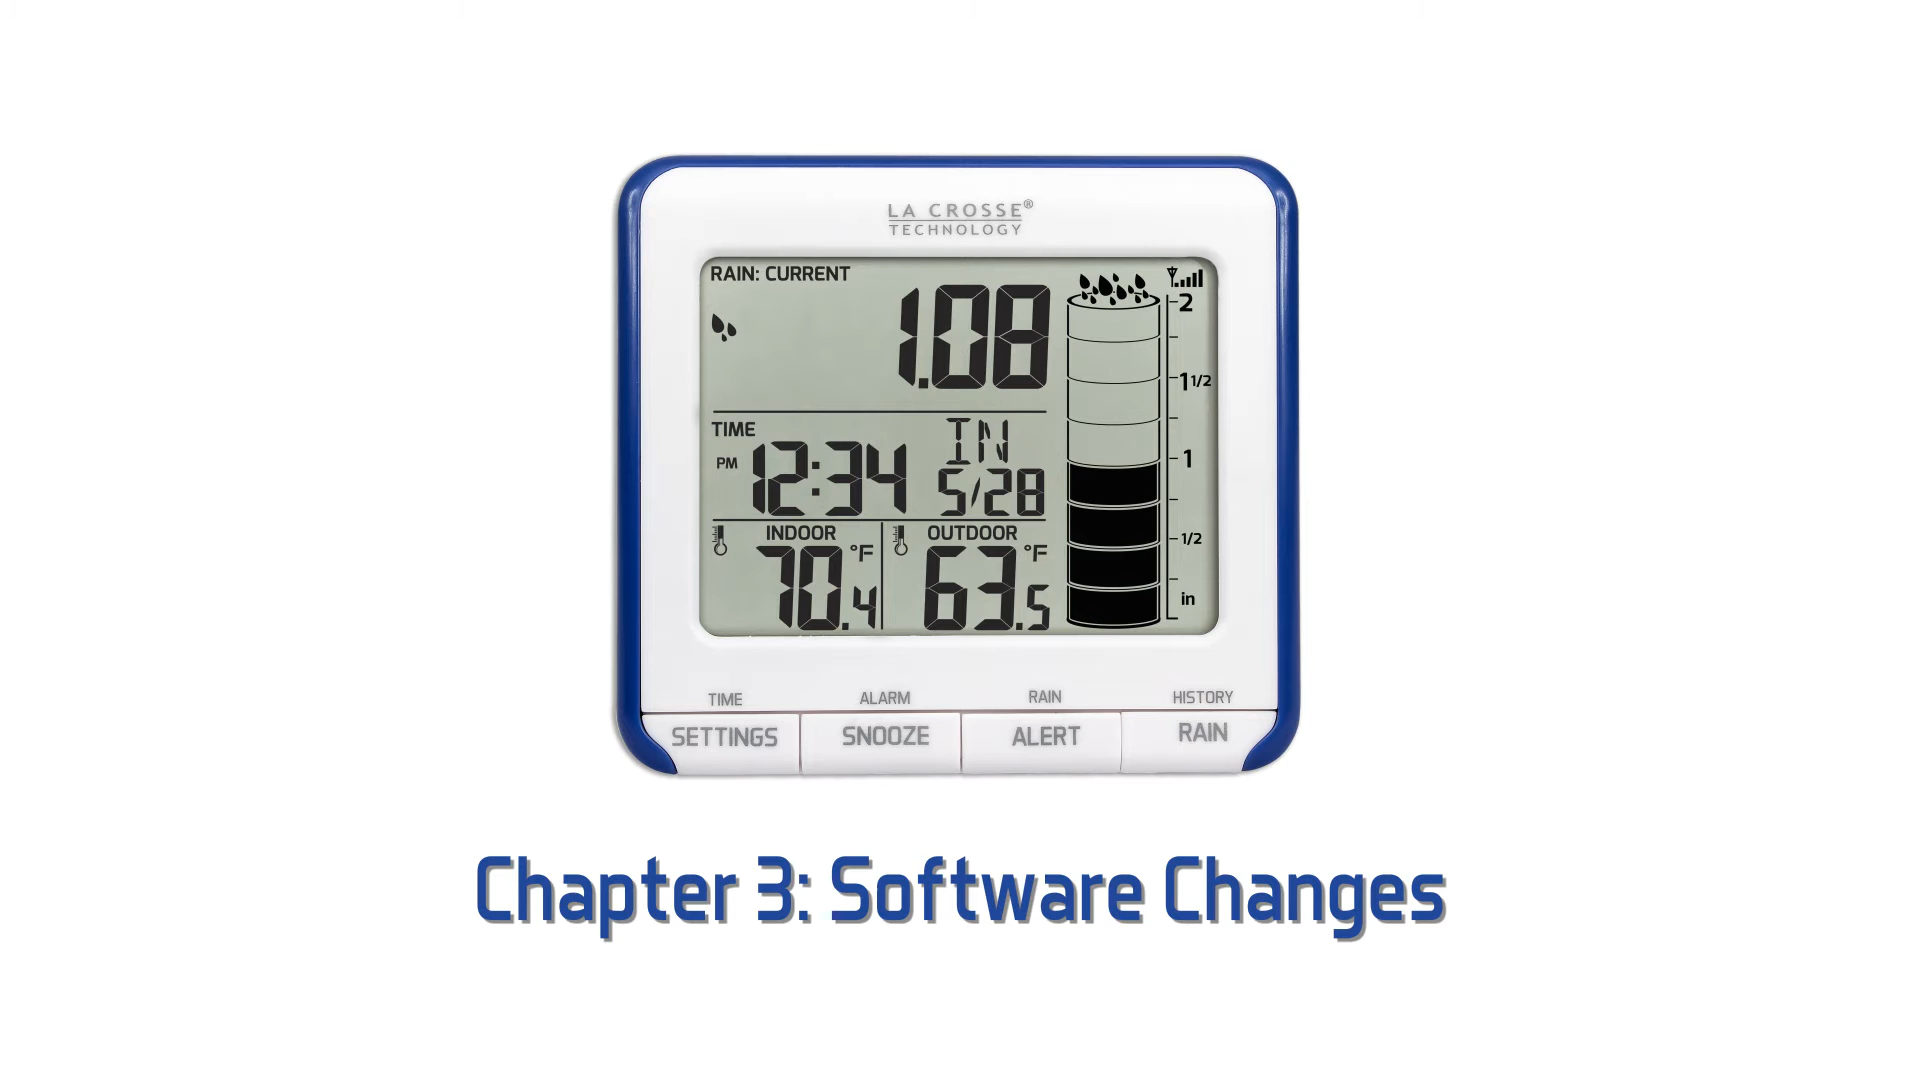 LA CROSSE®
TECHNOLOGY
RAIN: CURRENT
1.08
2
1 1/2
1
1/2
in
TIME
PM 12:34
IN
5/28
INDOOR
70.4 °F
OUTDOOR
63.5 °F
TIME
SETTINGS
ALARM
SNOOZE
RAIN
ALERT
HISTORY
RAIN
Chapter 3: Software Changes